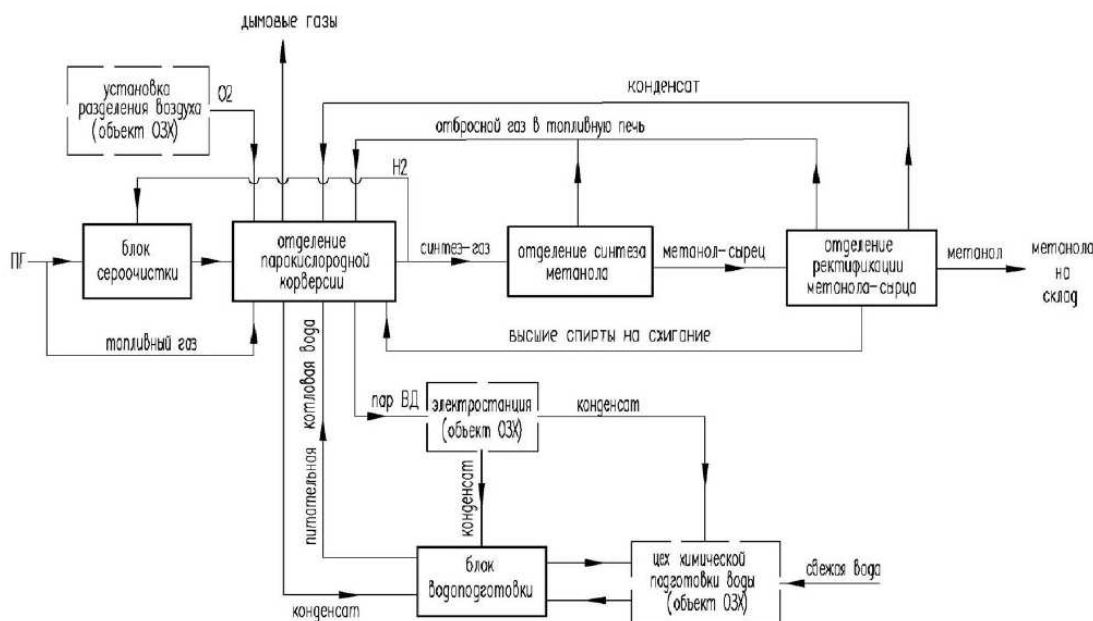 дымовые газы
установка
разделения воздуха
(объект ОЗХ)
O2
конденсат
отбросной газ в топливную печь
H2
ПГ
блок
сероочистки
отделение
парокислородной
корверсии
синтез-газ
отделение синтеза
метанола
метанол-сырец
отделение
ректификации
метанола-сырца
метанол
метанола
на
склад
топливный газ
высшие спирты на сжигание
питательная котловая вода
пар ВД
электростанция
(объект ОЗХ)
конденсат
конденсат
блок
водоподготовки
цех химической
подготовки воды
(объект ОЗХ)
свежая вода
конденсат